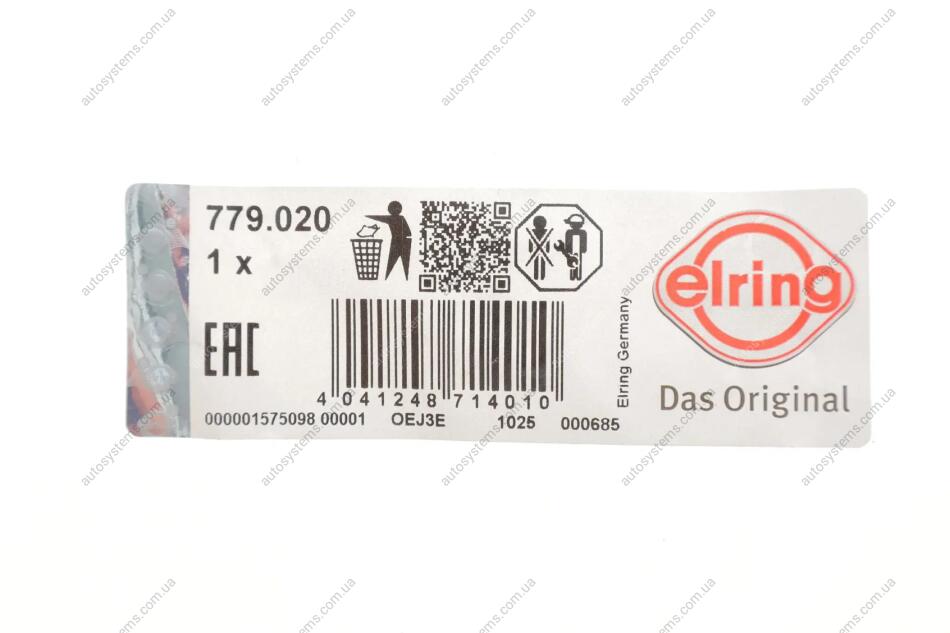 779.020
1 x
EAC
4 041248 714010
000001575098 00001 OEJ3E 1025 000685
Elring Germany
elring
Das Original
autosystems.com.ua